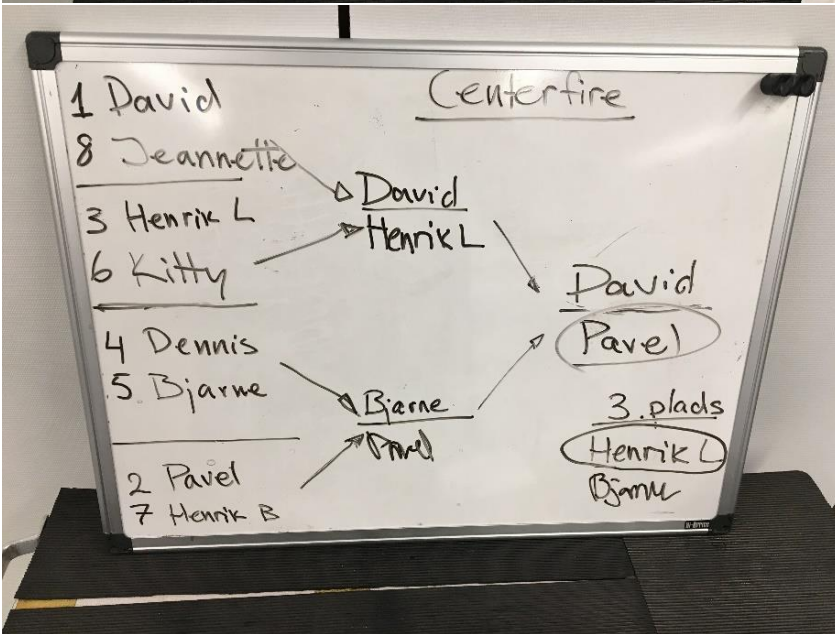 Centerfire
1 David
8 Jeannette
3 Henrik L
6 Kitty
4 Dennis
5 Bjarne
2 Pavel
7 Henrik B
David
Henrik L
Bjarne
Pavel
David
Pavel
3. plads
Henrik L
Bjarne